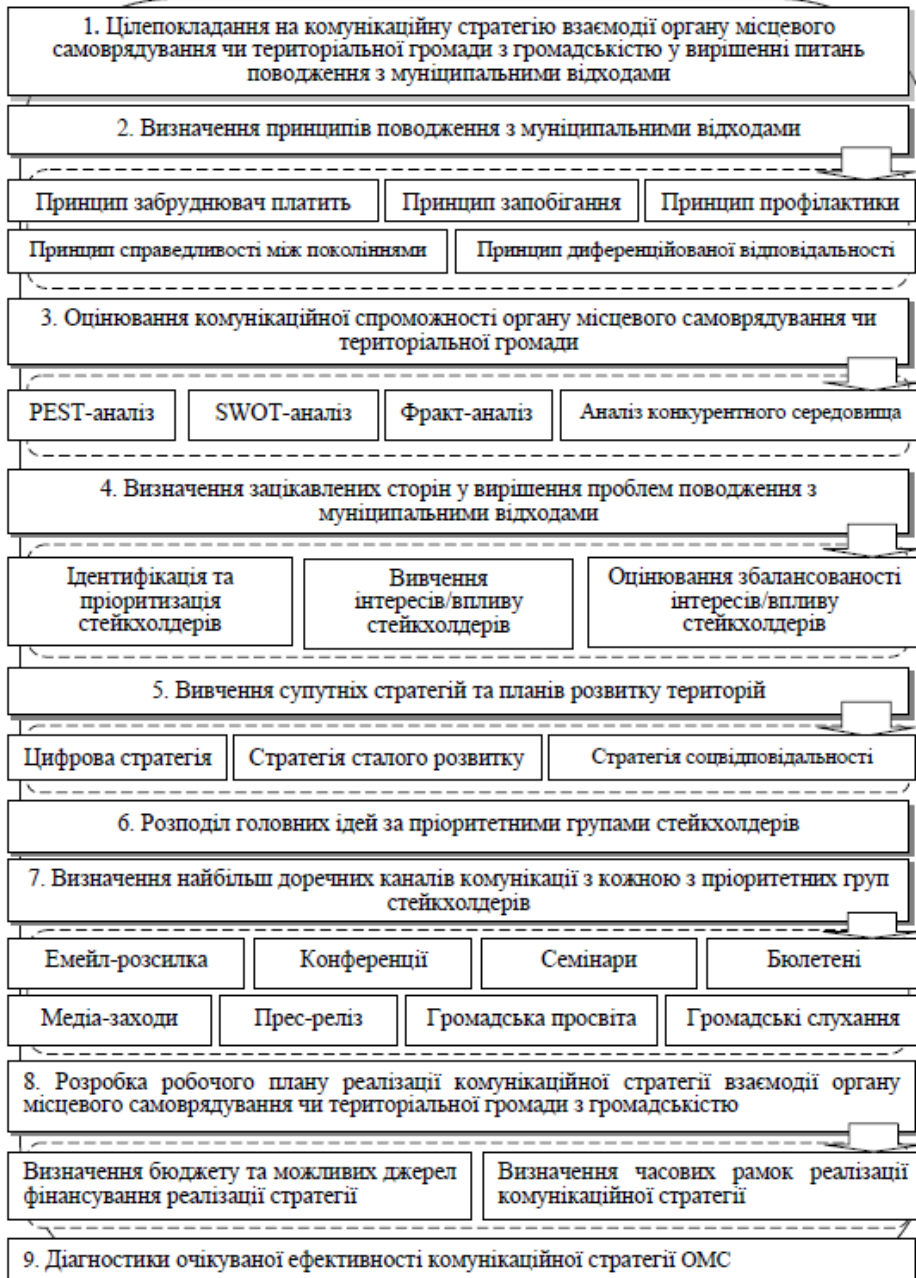 1. Цілепокладання на комунікаційну стратегію взаємодії органу місцевого
самоврядування чи територіальної громади з громадськістю у вирішенні питань
поводження з муніципальними відходами
2. Визначення принципів поводження з муніципальними відходами
Принцип забруднювач платить
Принцип запобігання
Принцип профілактики
Принцип справедливості між поколіннями
Принцип диференційованої відповідальності
3. Оцінювання комунікаційної спроможності органу місцевого самоврядування чи
територіальної громади
PEST-аналіз
SWOT-аналіз
Фракт-аналіз
Аналіз конкурентного середовища
4. Визначення зацікавлених сторін у вирішення проблем поводження з
муніципальними відходами
Ідентифікація та
пріоритизація
стейкхолдерів
Вивчення
інтересів/впливу
стейкхолдерів
Оцінювання збалансованості
інтересів/впливу
стейкхолдерів
5. Вивчення супутніх стратегій та планів розвитку територій
Цифрова стратегія
Стратегія сталого розвитку
Стратегія соцвідповідальності
6. Розподіл головних ідей за пріоритетними групами стейкхолдерів
7. Визначення найбільш доречних каналів комунікації з кожною з пріоритетних груп
стейкхолдерів
Емейл-розсилка
Конференції
Семінари
Бюлетені
Медіа-заходи
Прес-реліз
Громадська просвіта
Громадські слухання
8. Розробка робочого плану реалізації комунікаційної стратегії взаємодії органу
місцевого самоврядування чи територіальної громади з громадськістю
Визначення бюджету та можливих джерел
фінансування реалізації стратегії
Визначення часових рамок реалізації
комунікаційної стратегії
9. Діагностики очікуваної ефективності комунікаційної стратегії ОМС